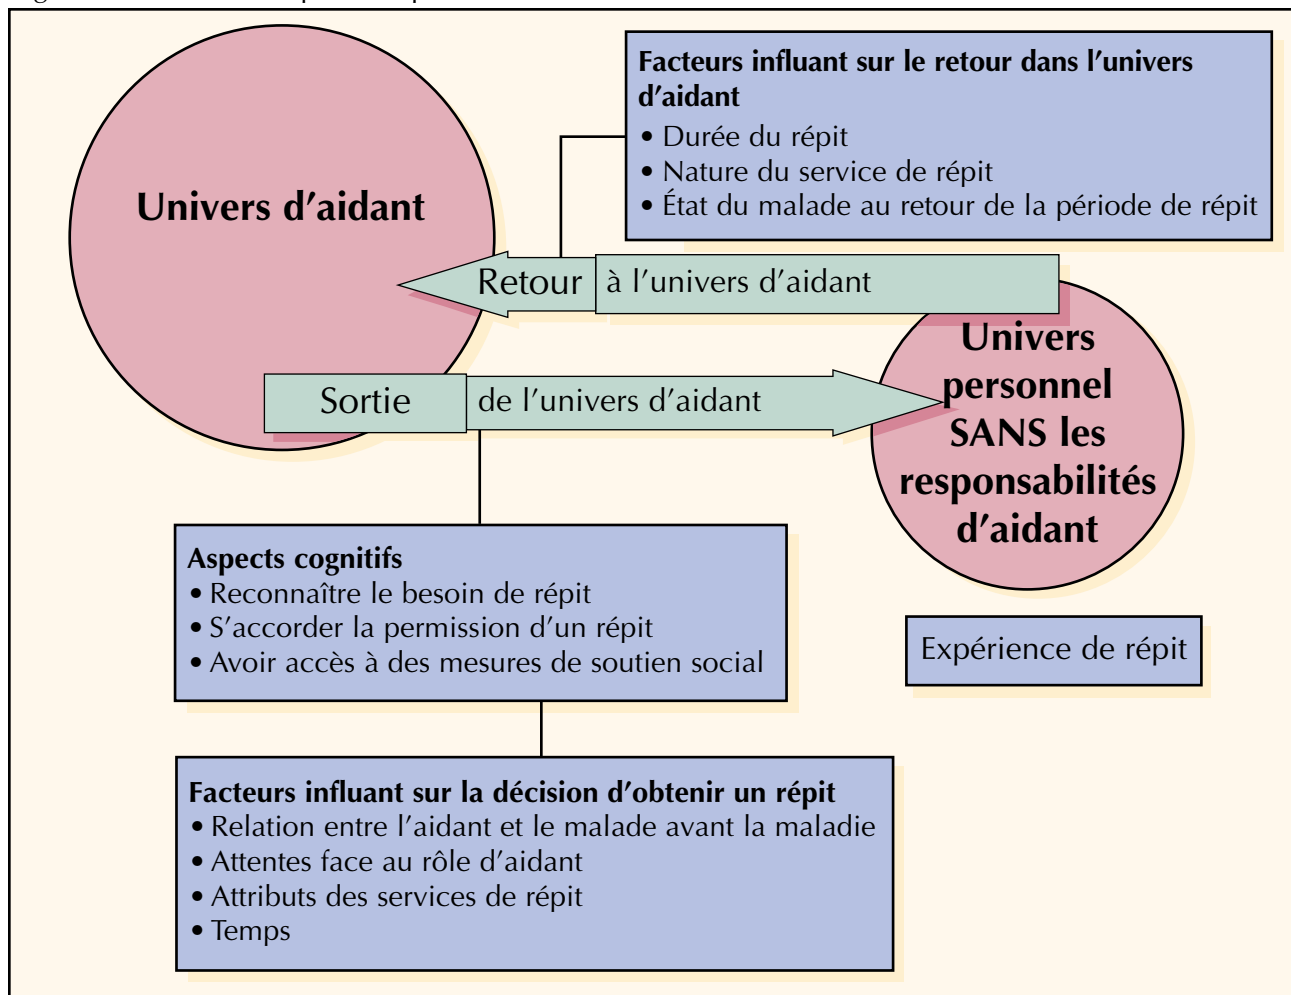 Univers d'aidant
Facteurs influant sur le retour dans l'univers
d'aidant
• Durée du répit
• Nature du service de répit
• État du malade au retour de la période de répit
Retour à l'univers d'aidant
Sortie de l'univers d'aidant
Univers
personnel
SANS les
responsabilités
d'aidant
Aspects cognitifs
• Reconnaître le besoin de répit
• S'accorder la permission d'un répit
• Avoir accès à des mesures de soutien social
Expérience de répit
Facteurs influant sur la décision d'obtenir un répit
• Relation entre l'aidant et le malade avant la maladie
• Attentes face au rôle d'aidant
• Attributs des services de répit
• Temps